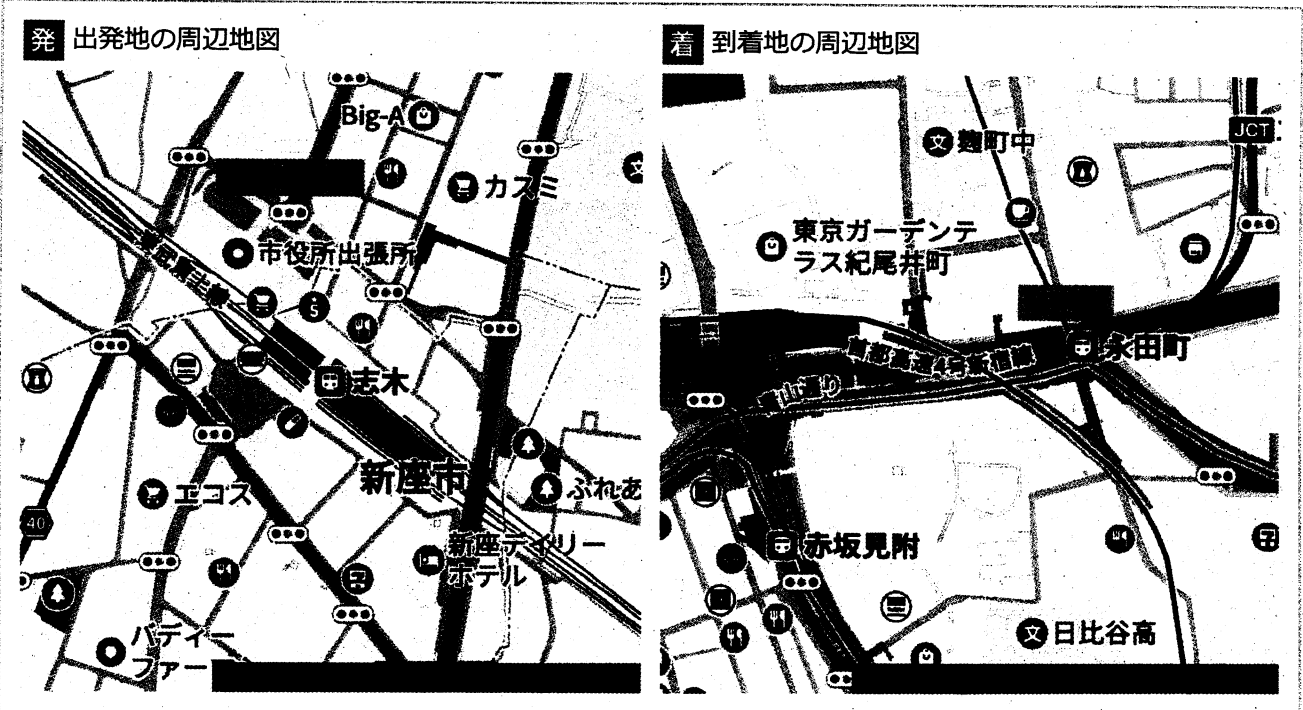 発 出発地の周辺地図
Big-A
カスミ
市役所出張所
志木
新座市
エコス
ふれあ
40
新座デイリー
ホテル
バディー
ファー
着 到着地の周辺地図
JCT
麹町中
東京ガーデンテ
ラス紀尾井町
永田町
首都高速4号新宿線
青山通り
赤坂見附
日比谷高